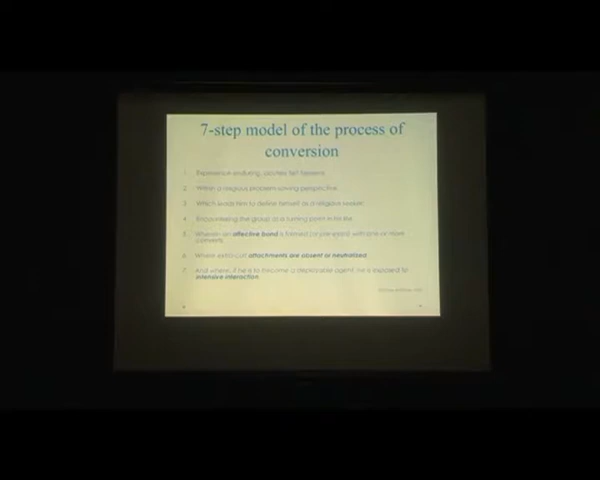 7-step model of the process of
conversion
1. Experience enduring, acutely felt tensions
2. Within a religious problem solving perspective
3. Which leads him to define himself as a religious seeker
4. Encountering the group at a turning point in his life
5. Wherein an affective bond is formed (or pre-exists) with one or more
converts
6. Where extra-cult attachments are absent or neutralised
7. And where, if he is to become a deployable agent, he is exposed to
intensive interaction.